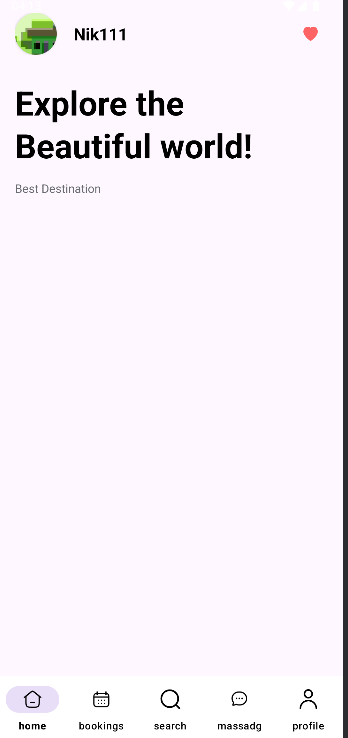 Nik111
Explore the
Beautiful world!
Best Destination
home
bookings
search
massadg
profile